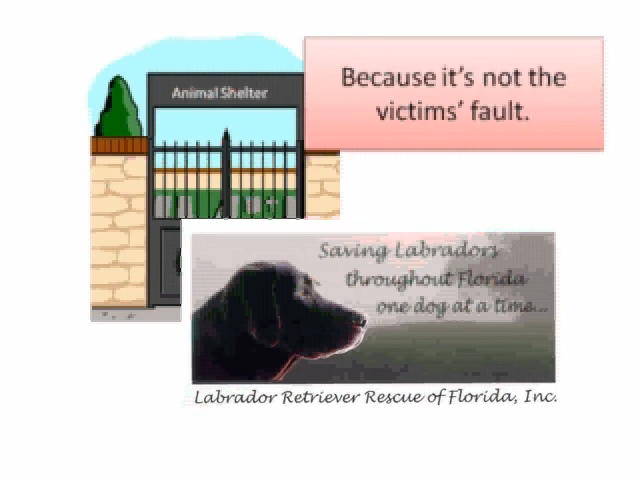 Animal Shelter
Because it's not the
victims' fault.
Saving Labradors
throughout Florida
one dog at a time...
Labrador Retriever Rescue of Florida, Inc.